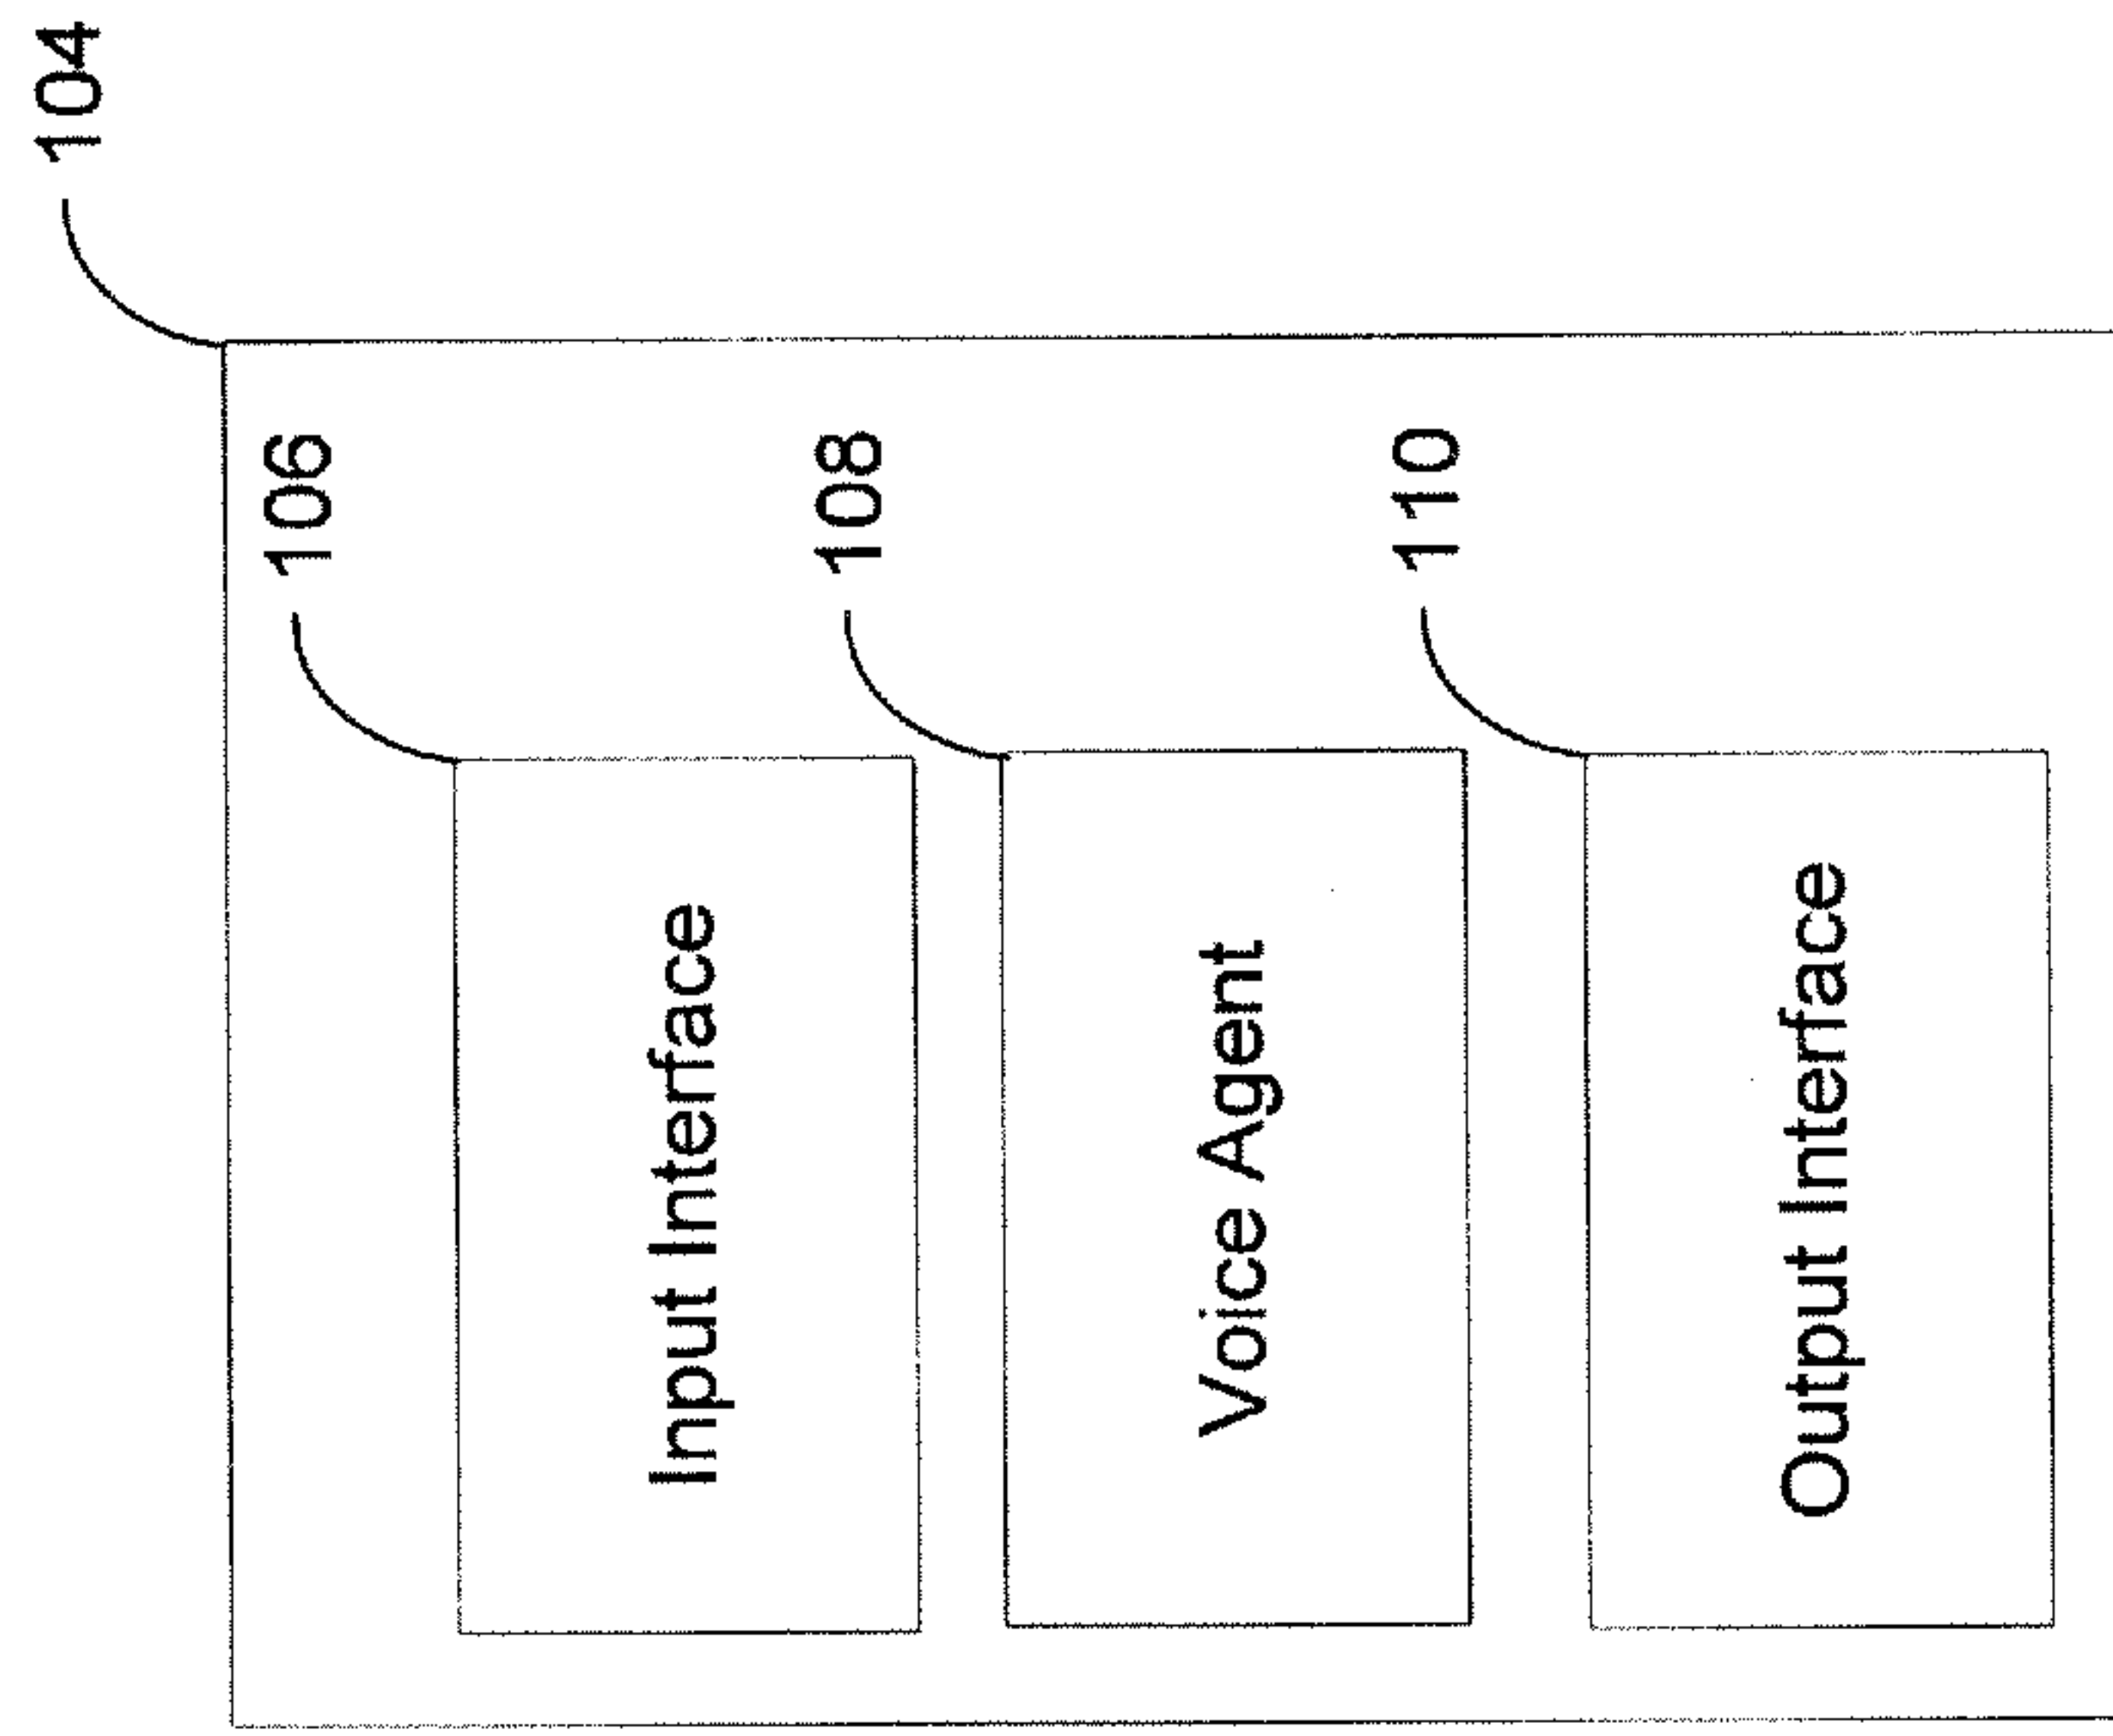 104
106
Input Interface
108
Voice Agent
110
Output Interface